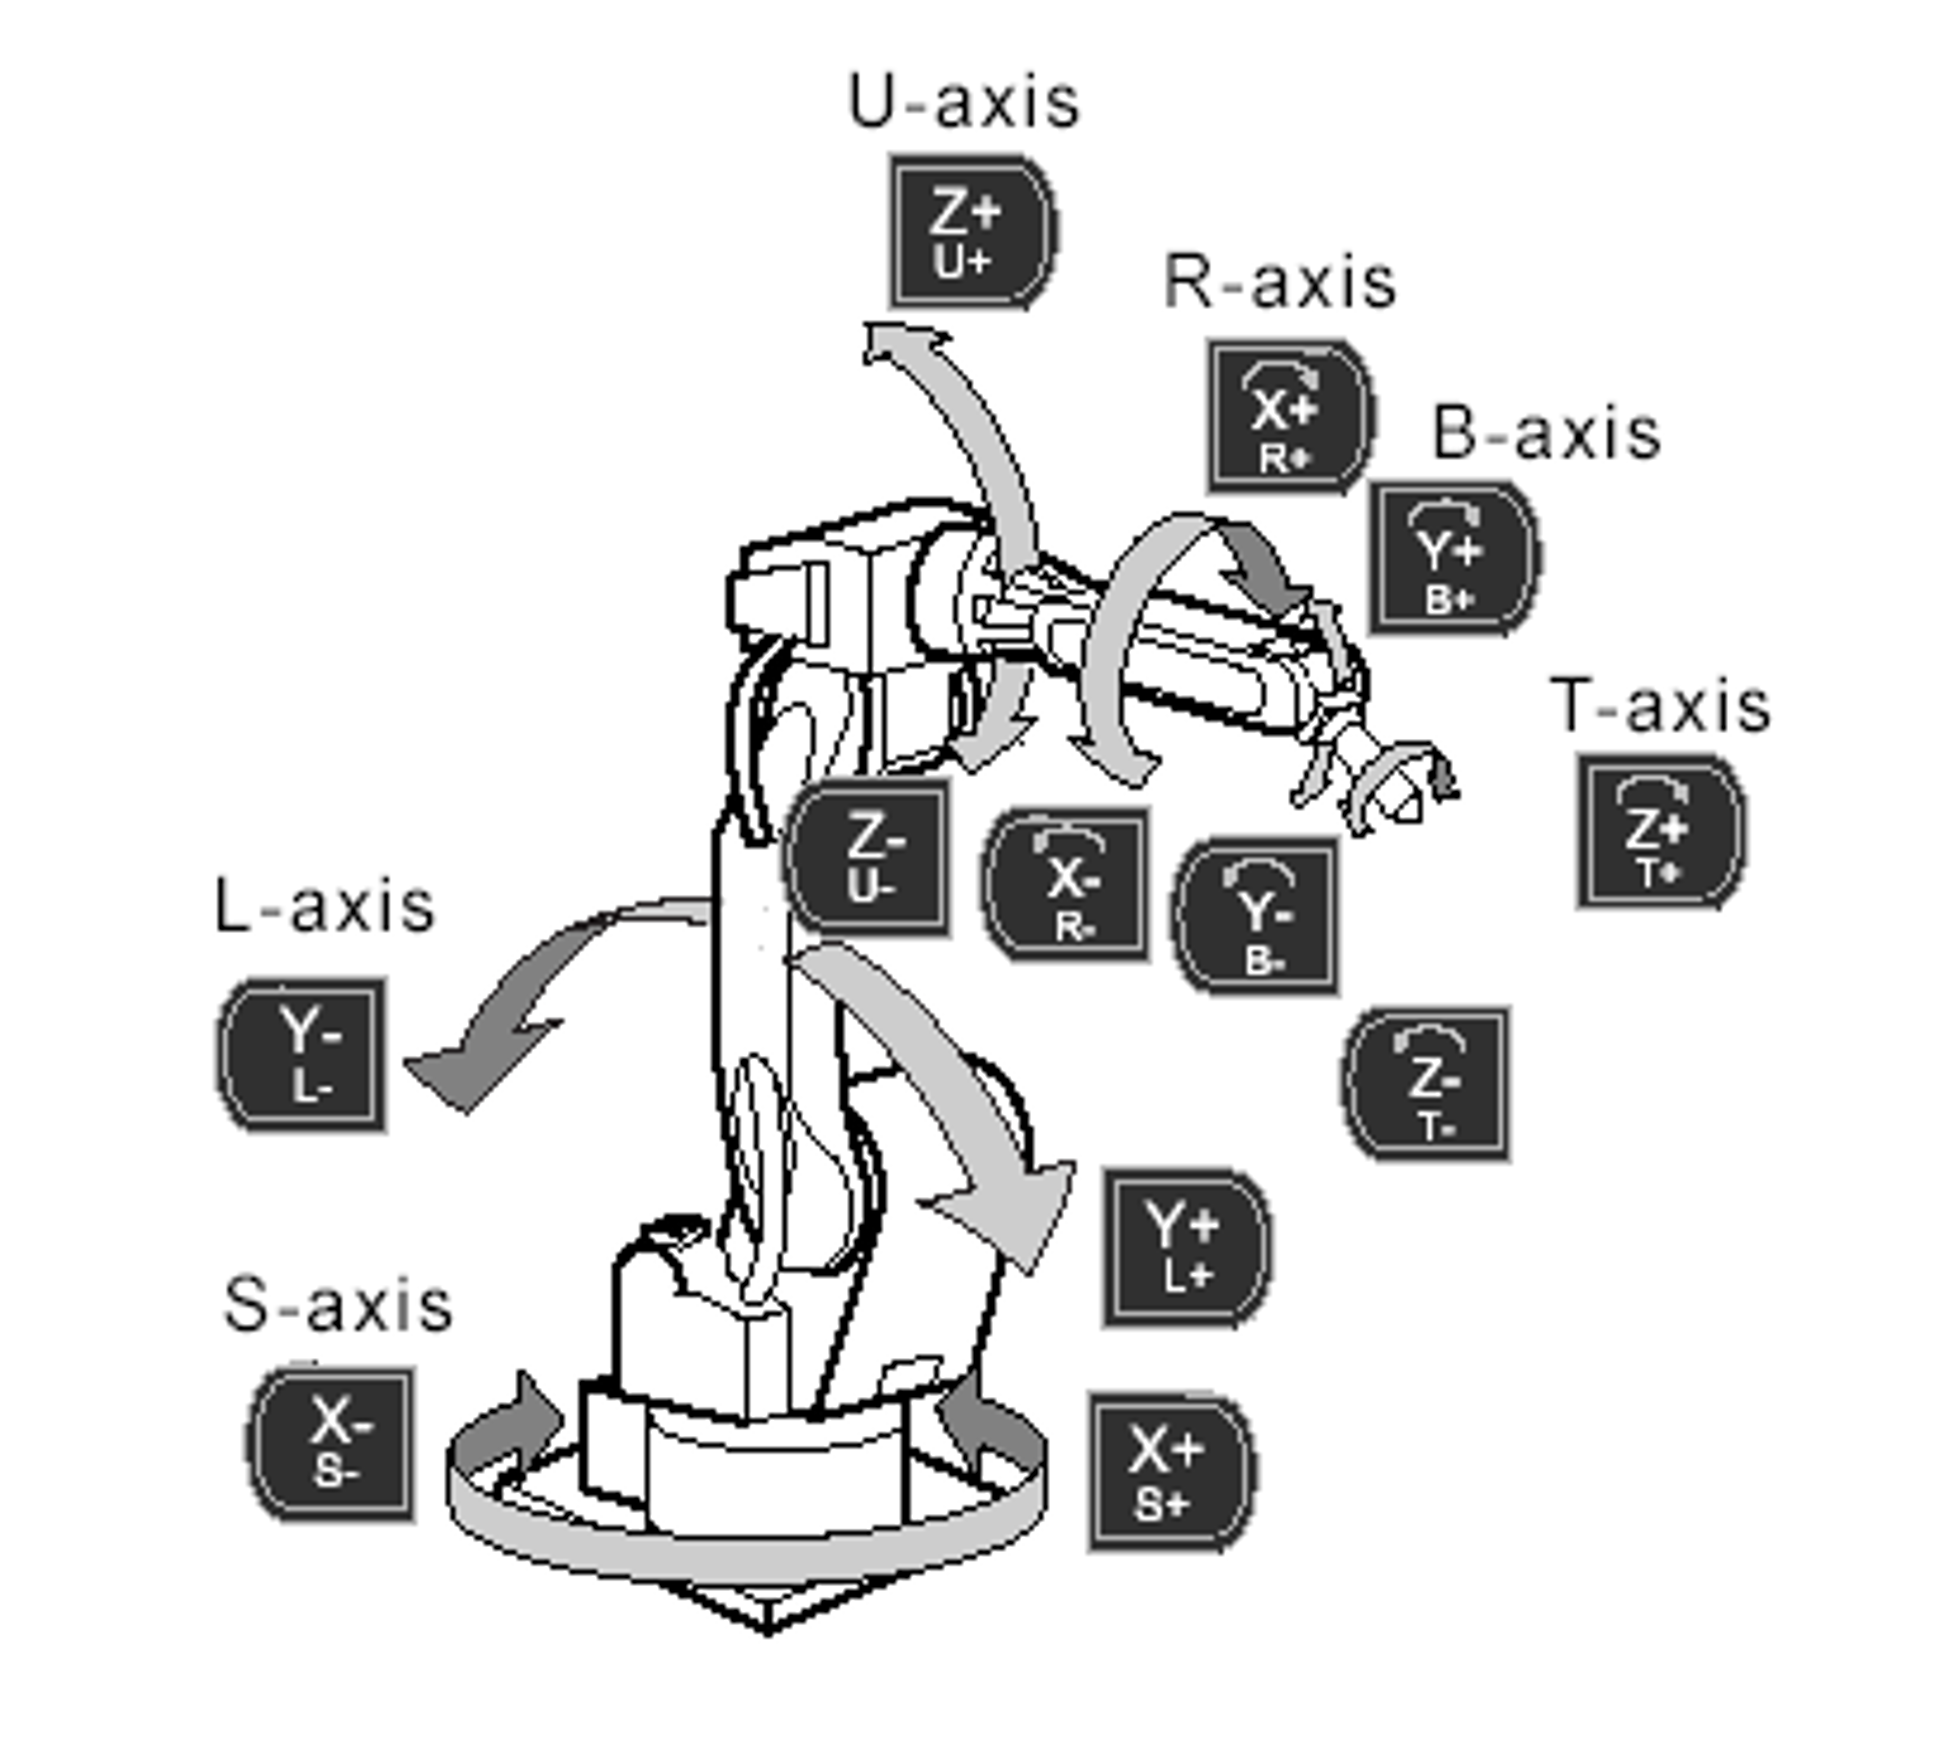 U-axis
Z+
U+
R-axis
X+
R+
B-axis
Y+
B+
T-axis
Z+
T+
Z-
U-
X-
R-
Y-
B-
L-axis
Y-
L-
Z-
T-
Y+
L+
S-axis
X-
S-
X+
S+